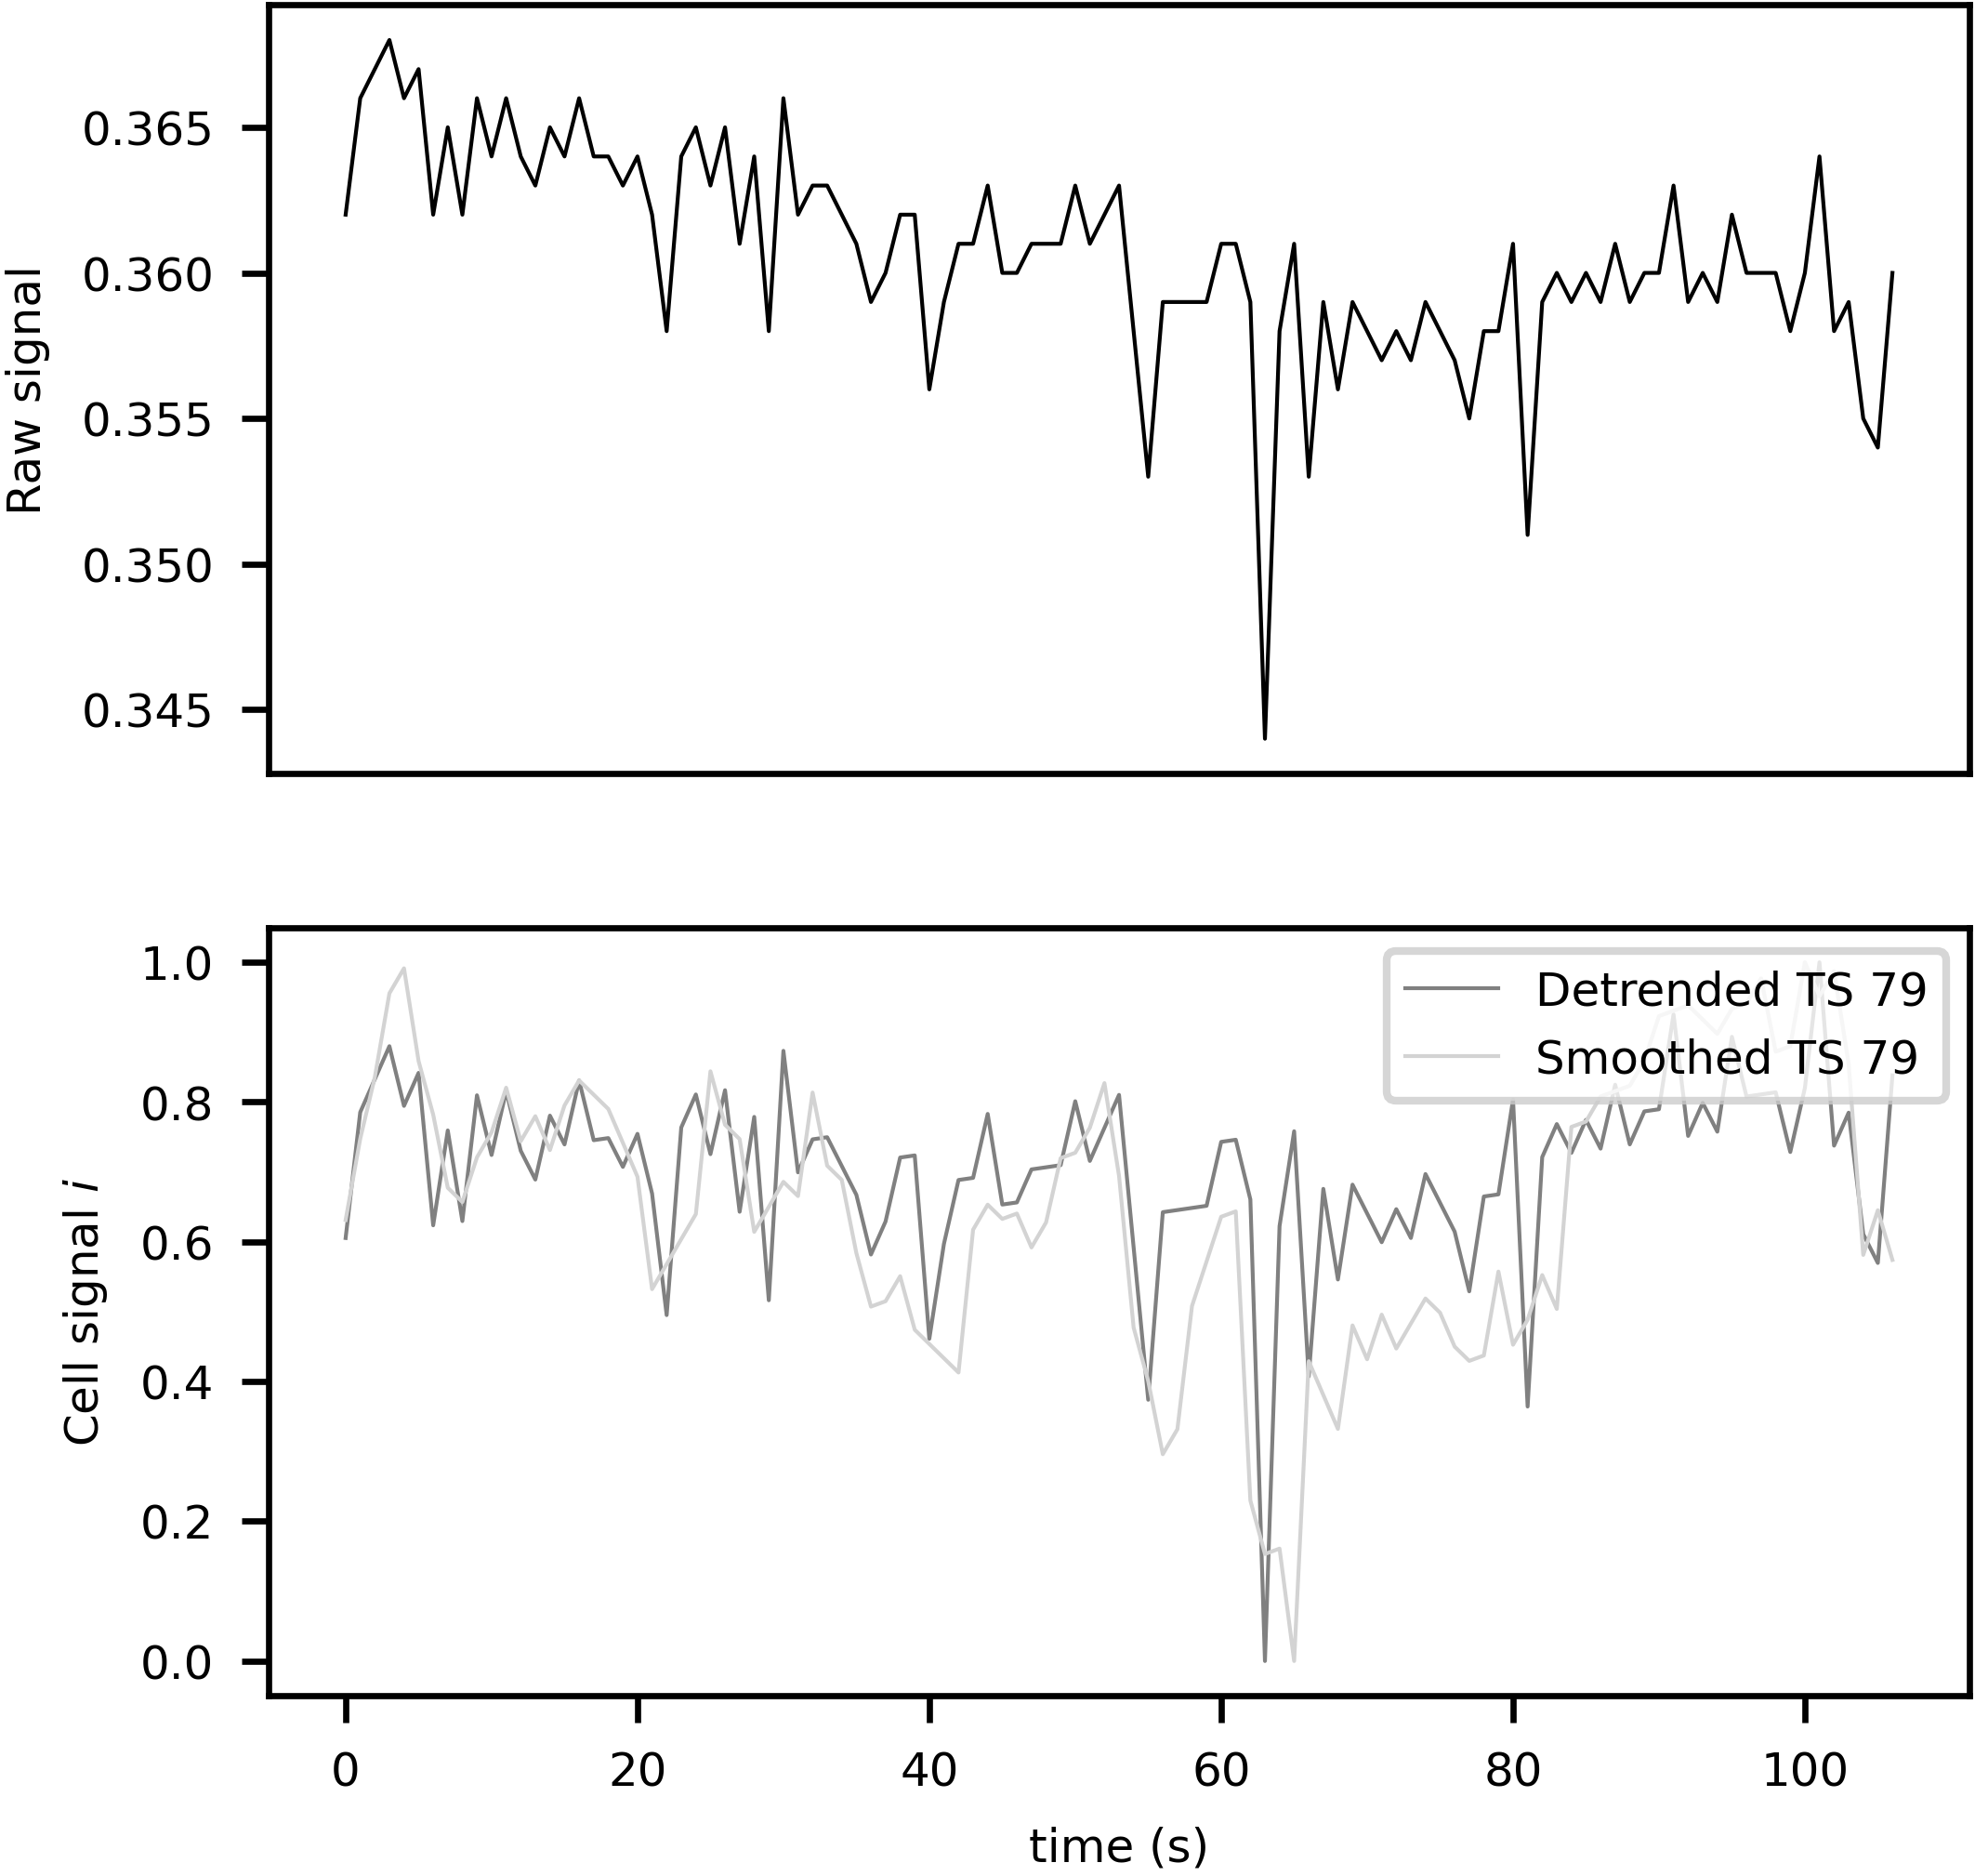 Raw signal
0.365
0.360
0.355
0.350
0.345
Cell signal i
1.0
0.8
0.6
0.4
0.2
0.0
Detrended TS 79
Smoothed TS 79
0 20 40 60 80 100
time (s)